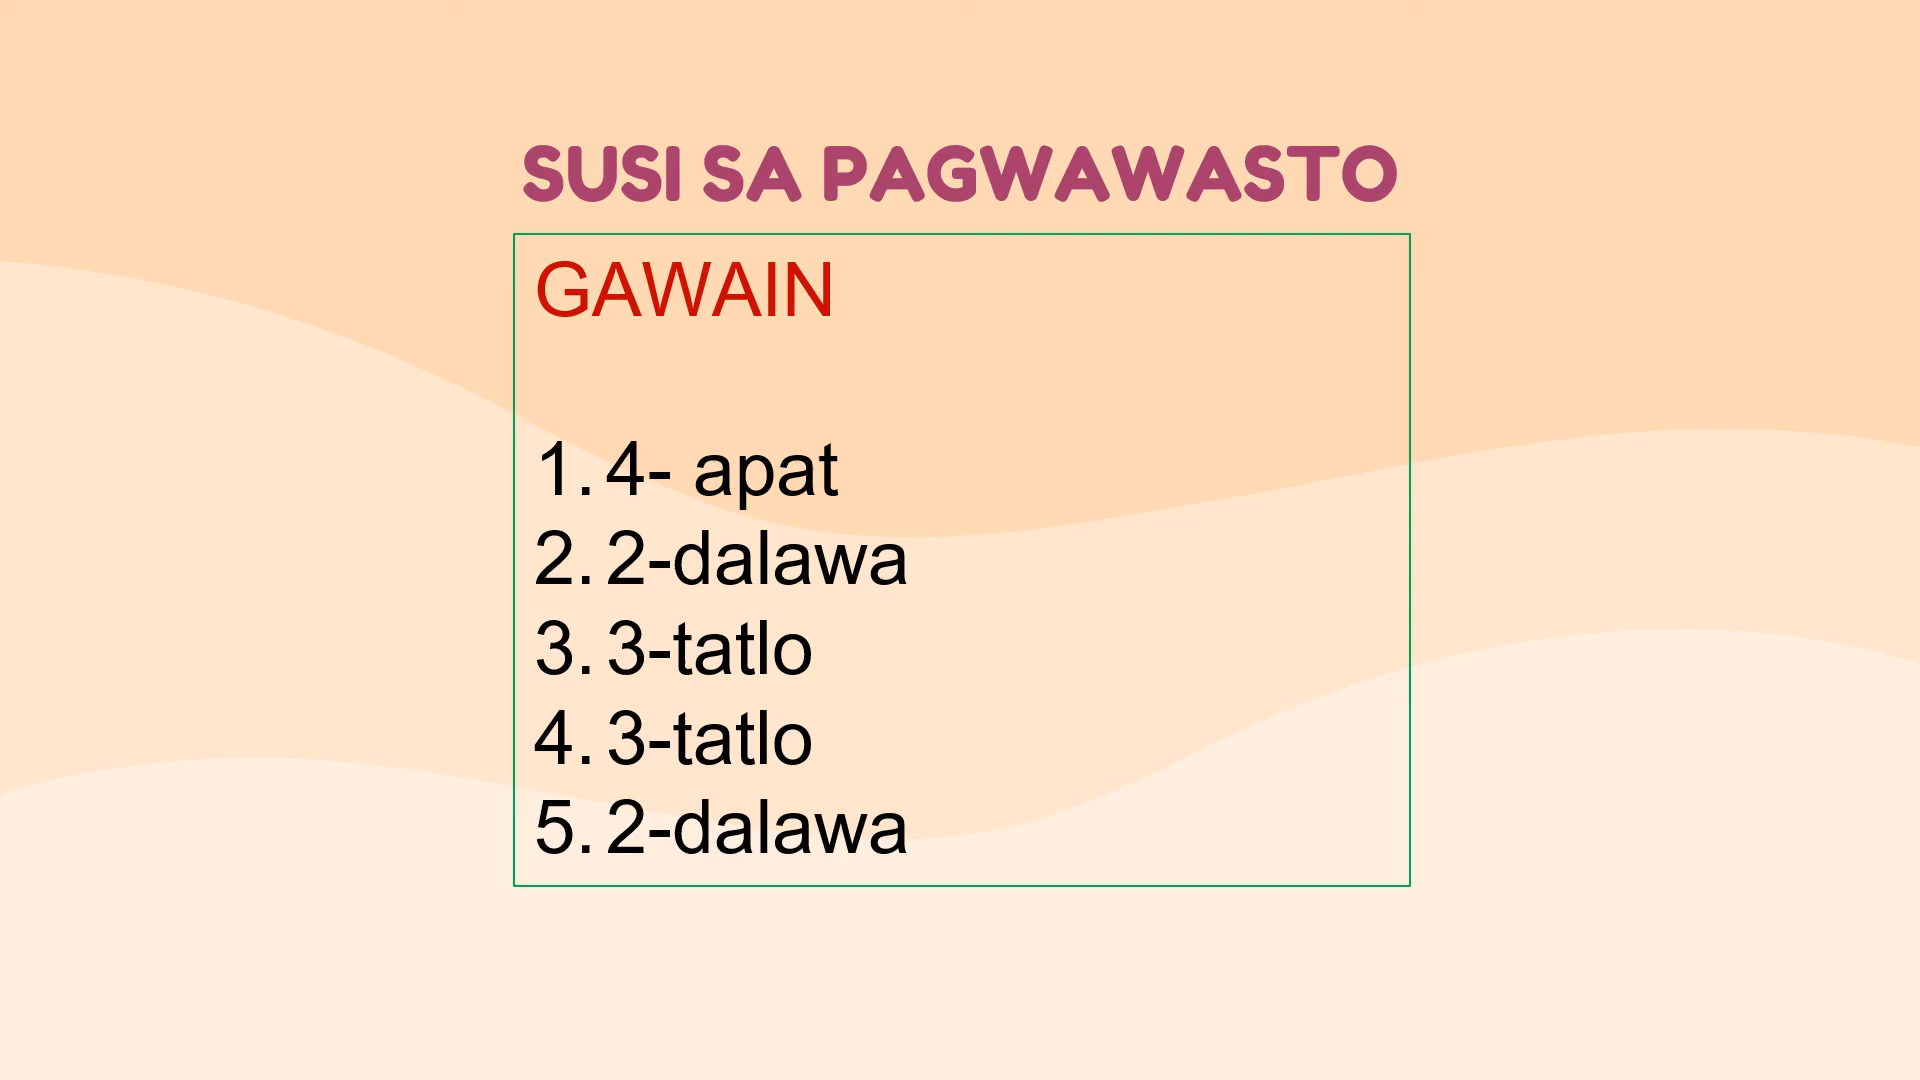 SUSI SA PAGWAWASTO
GAWAIN
1. 4- apat
2. 2-dalawa
3. 3-tatlo
4. 3-tatlo
5. 2-dalawa